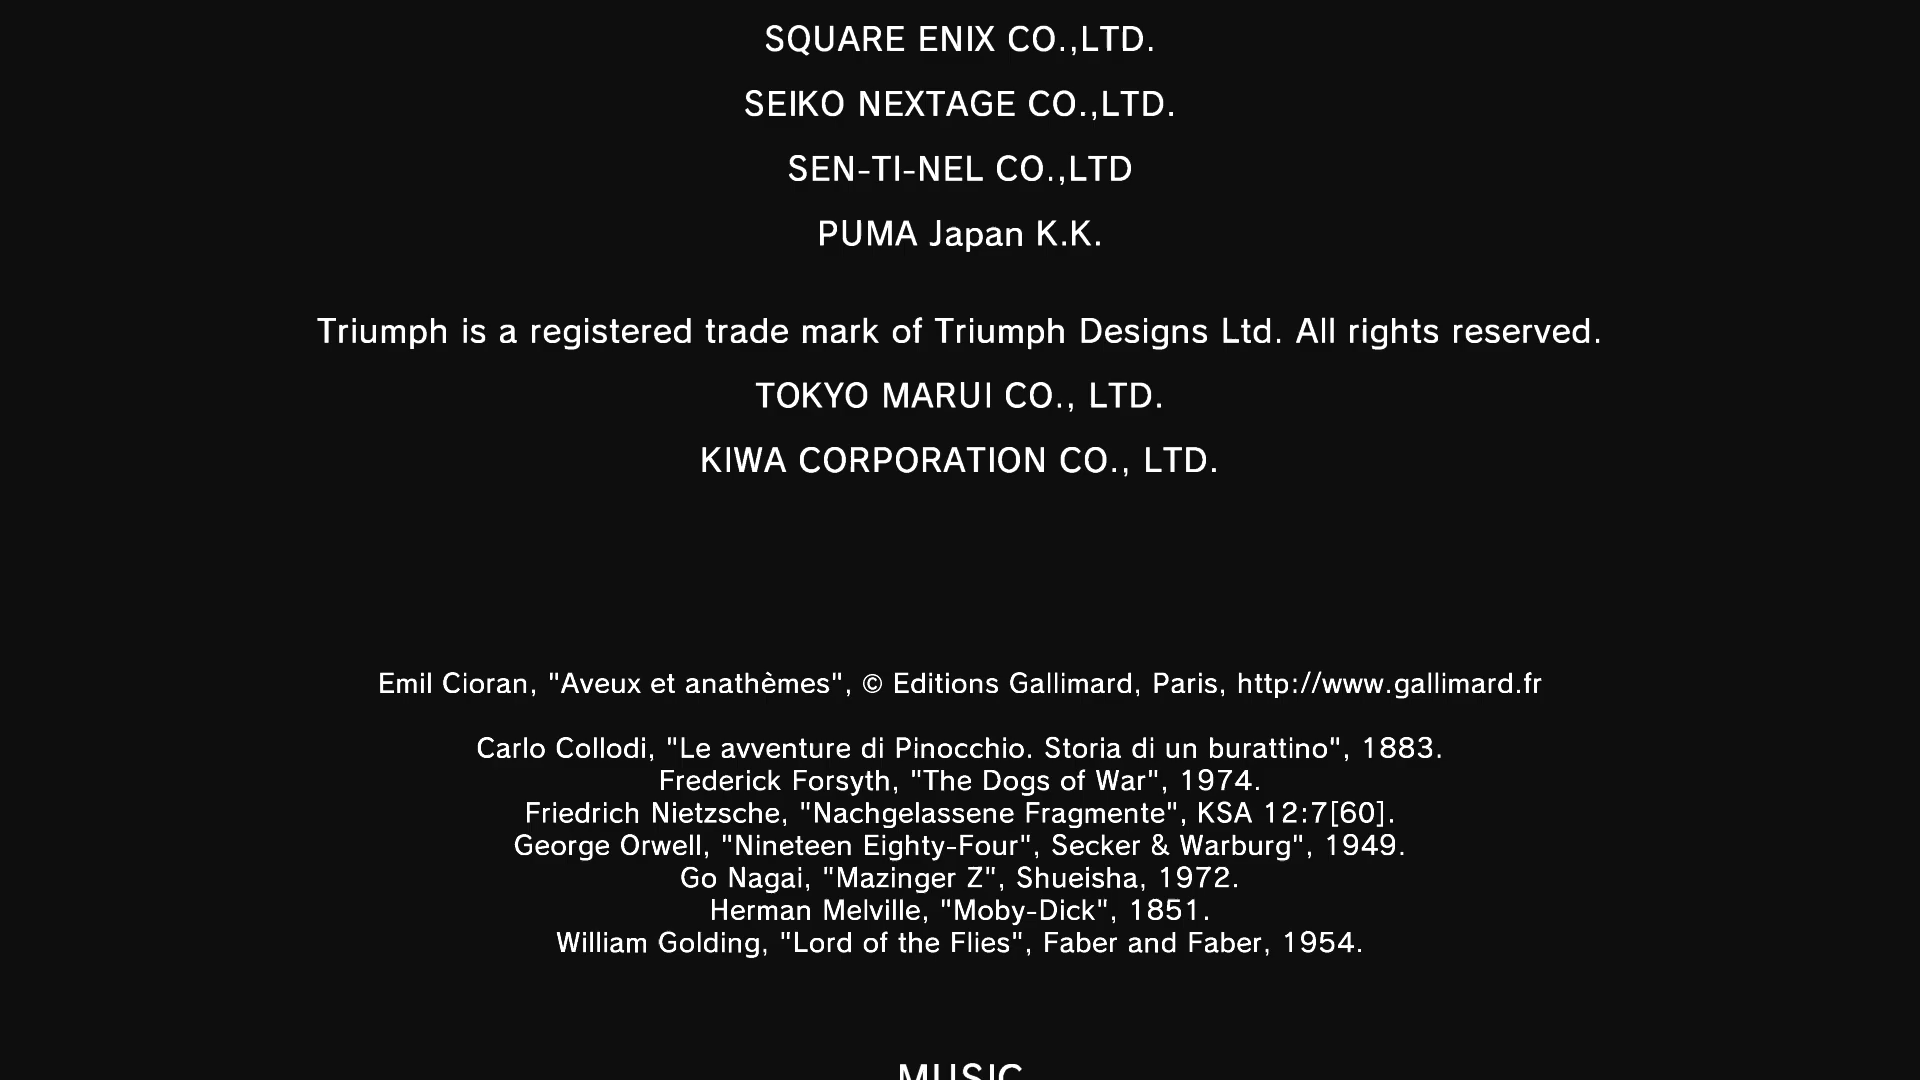 SQUARE ENIX CO.,LTD.
SEIKO NEXTAGE CO.,LTD.
SEN-TI-NEL CO.,LTD
PUMA Japan K.K.
Triumph is a registered trade mark of Triumph Designs Ltd. All rights reserved.
TOKYO MARUI CO., LTD.
KIWA CORPORATION CO., LTD.
Emil Cioran, "Aveux et anathèmes", © Editions Gallimard, Paris, http://www.gallimard.fr
Carlo Collodi, "Le avventure di Pinocchio. Storia di un burattino", 1883.
Frederick Forsyth, "The Dogs of War", 1974.
Friedrich Nietzsche, "Nachgelassene Fragmente", KSA 12:7[60].
George Orwell, "Nineteen Eighty-Four", Secker & Warburg", 1949.
Go Nagai, "Mazinger Z", Shueisha, 1972.
Herman Melville, "Moby-Dick", 1851.
William Golding, "Lord of the Flies", Faber and Faber, 1954.
MUSIC